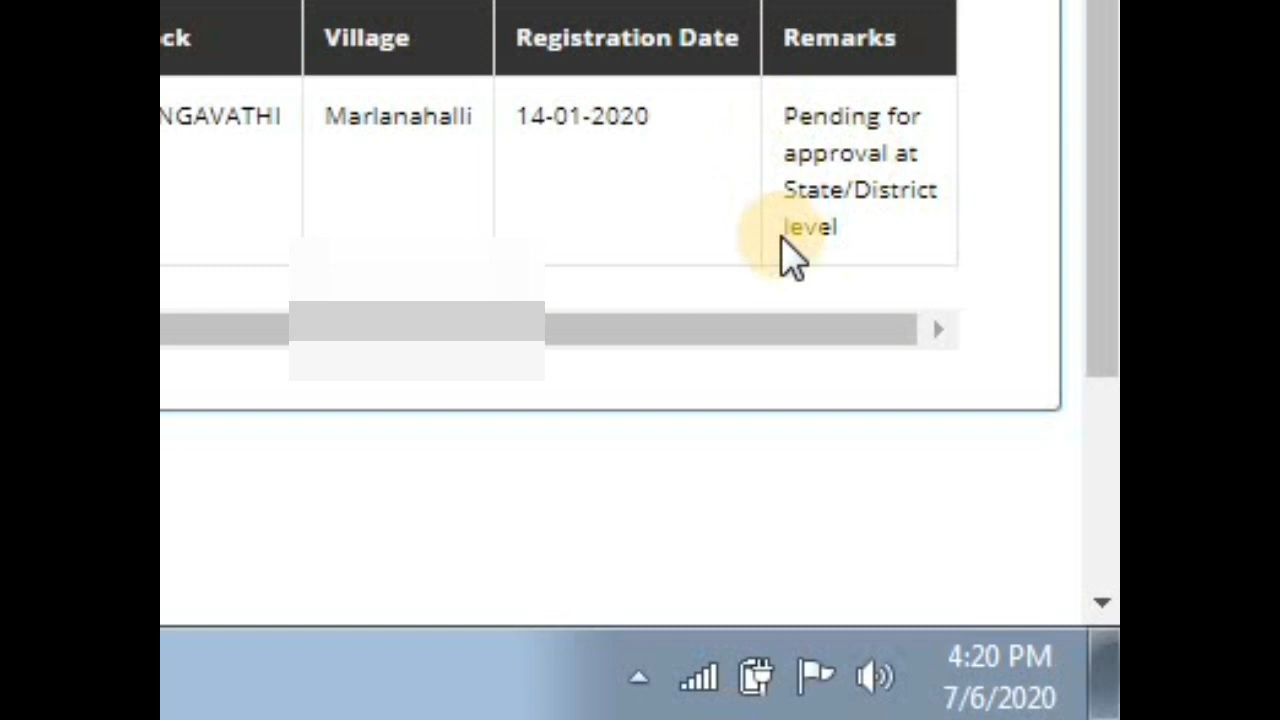 ck Village Registration Date Remarks
NGAVATHI Marlanahalli 14-01-2020 Pending for
approval at
State/District
level
4:20 PM
7/6/2020